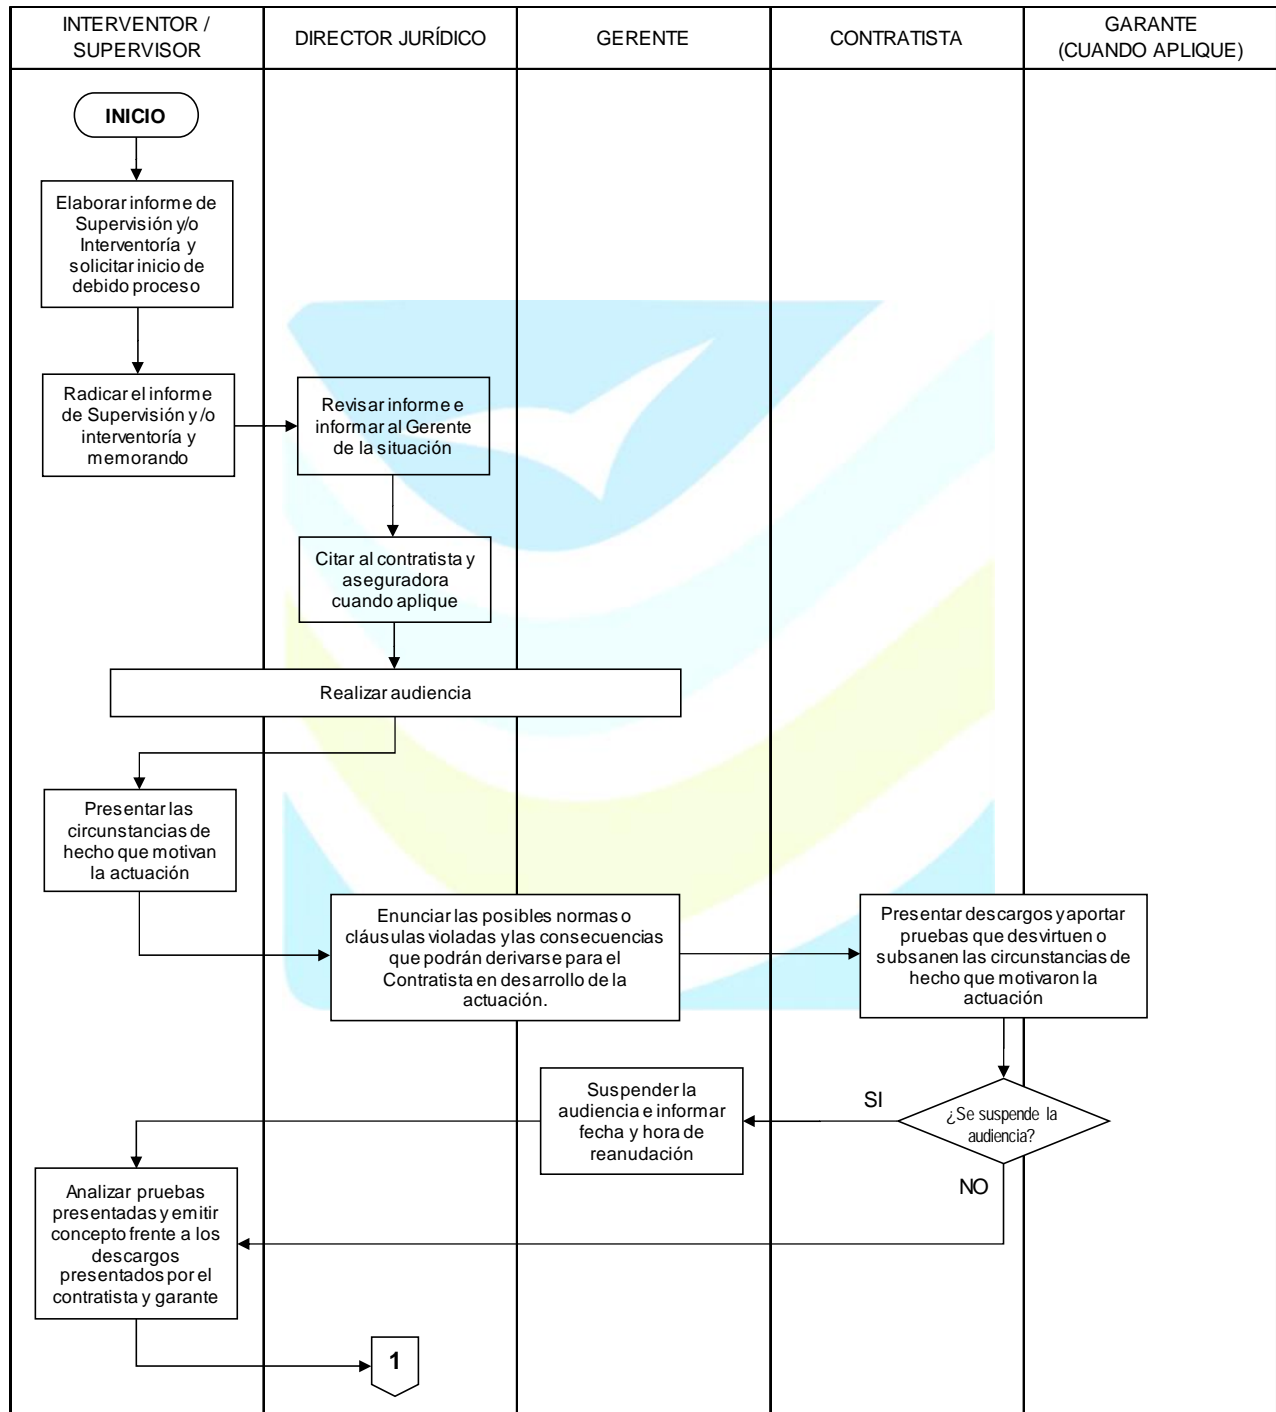 INTERVENTOR /
SUPERVISOR
DIRECTOR JURÍDICO
GERENTE
CONTRATISTA
GARANTE
(CUANDO APLIQUE)
INICIO
Elaborar informe de
Supervisión y/o
Interventoría y
solicitar inicio de
debido proceso
Radicar el informe
de Supervisión y /o
interventoría y
memorando
Revisar informe e
informar al Gerente
de la situación
Citar al contratista y
aseguradora
cuando aplique
Realizar audiencia
Presentar las
circunstancias de
hecho que motivan
la actuación
Enunciar las posibles normas o
cláusulas violadas y las consecuencias
que podrán derivarse para el
Contratista en desarrollo de la
actuación.
Presentar descargos y aportar
pruebas que desvirtuen o
subsanen las circunstancias de
hecho que motivaron la
actuación
¿Se suspende la
audiencia?
SI
Suspender la
audiencia e informar
fecha y hora de
reanudación
NO
Analizar pruebas
presentadas y emitir
concepto frente a los
descargos
presentados por el
contratista y garante
1